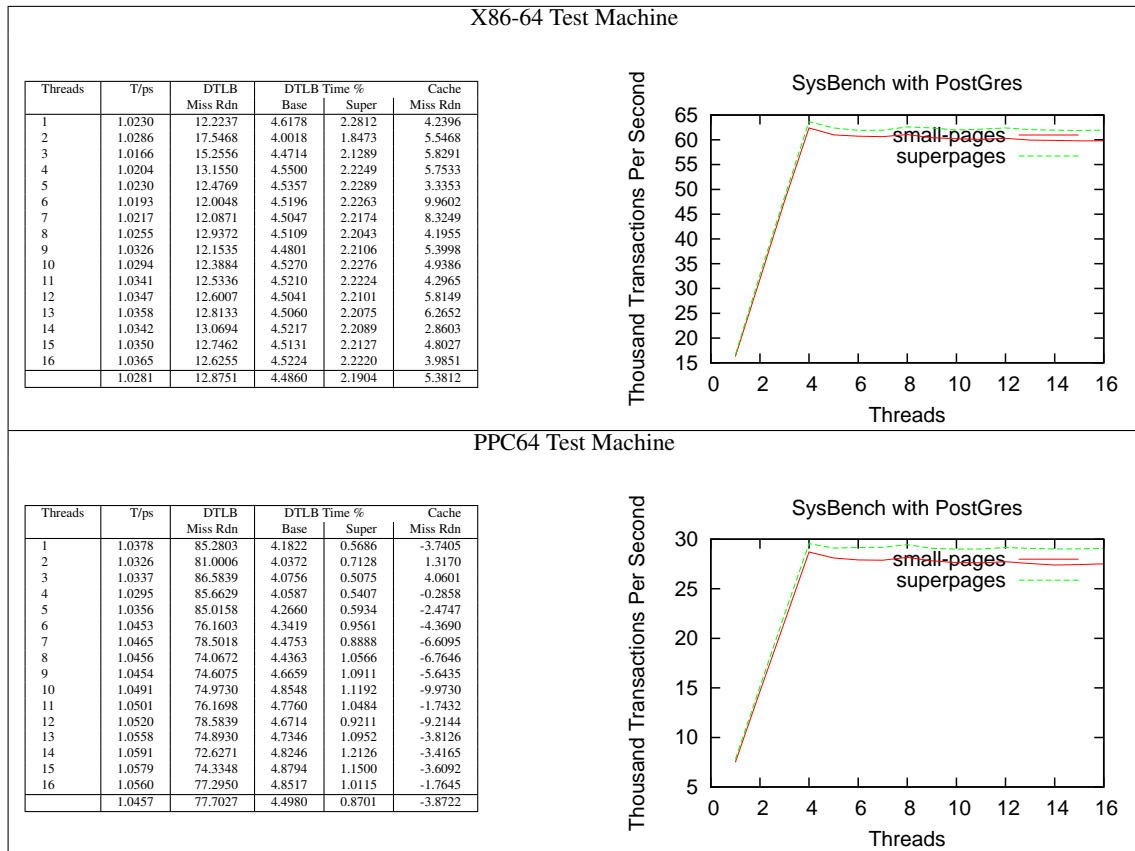 X86-64 Test Machine
Threads T/ps DTLB DTLB Time % Cache
Miss Rdn Base Super Miss Rdn
1 1.0230 12.2237 4.6178 2.2812 4.2396
2 1.0286 17.5468 4.0018 1.8473 5.5468
3 1.0166 15.2556 4.4714 2.1289 5.8291
4 1.0204 13.1550 4.5500 2.2249 5.7533
5 1.0230 12.4769 4.5357 2.2289 3.3353
6 1.0193 12.0048 4.5196 2.2263 9.9602
7 1.0217 12.0871 4.5047 2.2174 8.3249
8 1.0255 12.9372 4.5109 2.2043 4.1955
9 1.0326 12.1535 4.4801 2.2106 5.3998
10 1.0294 12.3884 4.5270 2.2276 4.9386
11 1.0341 12.5336 4.5210 2.2224 4.2965
12 1.0347 12.6007 4.5041 2.2101 5.8149
13 1.0358 12.8133 4.5060 2.2075 6.2652
14 1.0342 13.0694 4.5217 2.2089 2.8603
15 1.0350 12.7462 4.5131 2.2127 4.8027
16 1.0365 12.6255 4.5224 2.2220 3.9851
1.0281 12.8751 4.4860 2.1904 5.3812
SysBench with PostGres
Thousand Transactions Per Second
65
60
55
50
45
40
35
30
25
20
15
small-pages
superpages
0 2 4 6 8 10 12 14 16
Threads
PPC64 Test Machine
Threads T/ps DTLB DTLB Time % Cache
Miss Rdn Base Super Miss Rdn
1 1.0378 85.2803 4.1822 0.5686 -3.7405
2 1.0326 81.0006 4.0372 0.7128 1.3170
3 1.0337 86.5839 4.0756 0.5075 4.0601
4 1.0295 85.6629 4.0587 0.5407 -0.2858
5 1.0356 85.0158 4.2660 0.5934 -2.4747
6 1.0453 76.1603 4.3419 0.9561 -4.3690
7 1.0465 78.5018 4.4753 0.8888 -6.6095
8 1.0456 74.0672 4.4363 1.0566 -6.7646
9 1.0454 74.6075 4.6659 1.0911 -5.6435
10 1.0491 74.9730 4.8548 1.1192 -9.9730
11 1.0501 76.1698 4.7760 1.0484 -1.7432
12 1.0520 78.5839 4.6714 0.9211 -9.2144
13 1.0558 74.8930 4.7346 1.0952 -3.8126
14 1.0591 72.6271 4.8246 1.2126 -3.4165
15 1.0579 74.3348 4.8794 1.1500 -3.6092
16 1.0560 77.2950 4.8517 1.0115 -1.7645
1.0457 77.7027 4.4980 0.8701 -3.8722
SysBench with PostGres
Thousand Transactions Per Second
30
25
20
15
10
5
small-pages
superpages
0 2 4 6 8 10 12 14 16
Threads